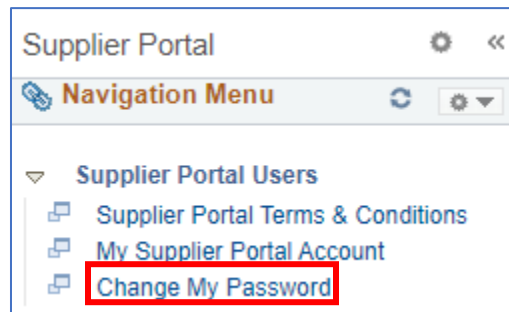 Supplier Portal
Navigation Menu
Supplier Portal Users
Supplier Portal Terms & Conditions
My Supplier Portal Account
Change My Password